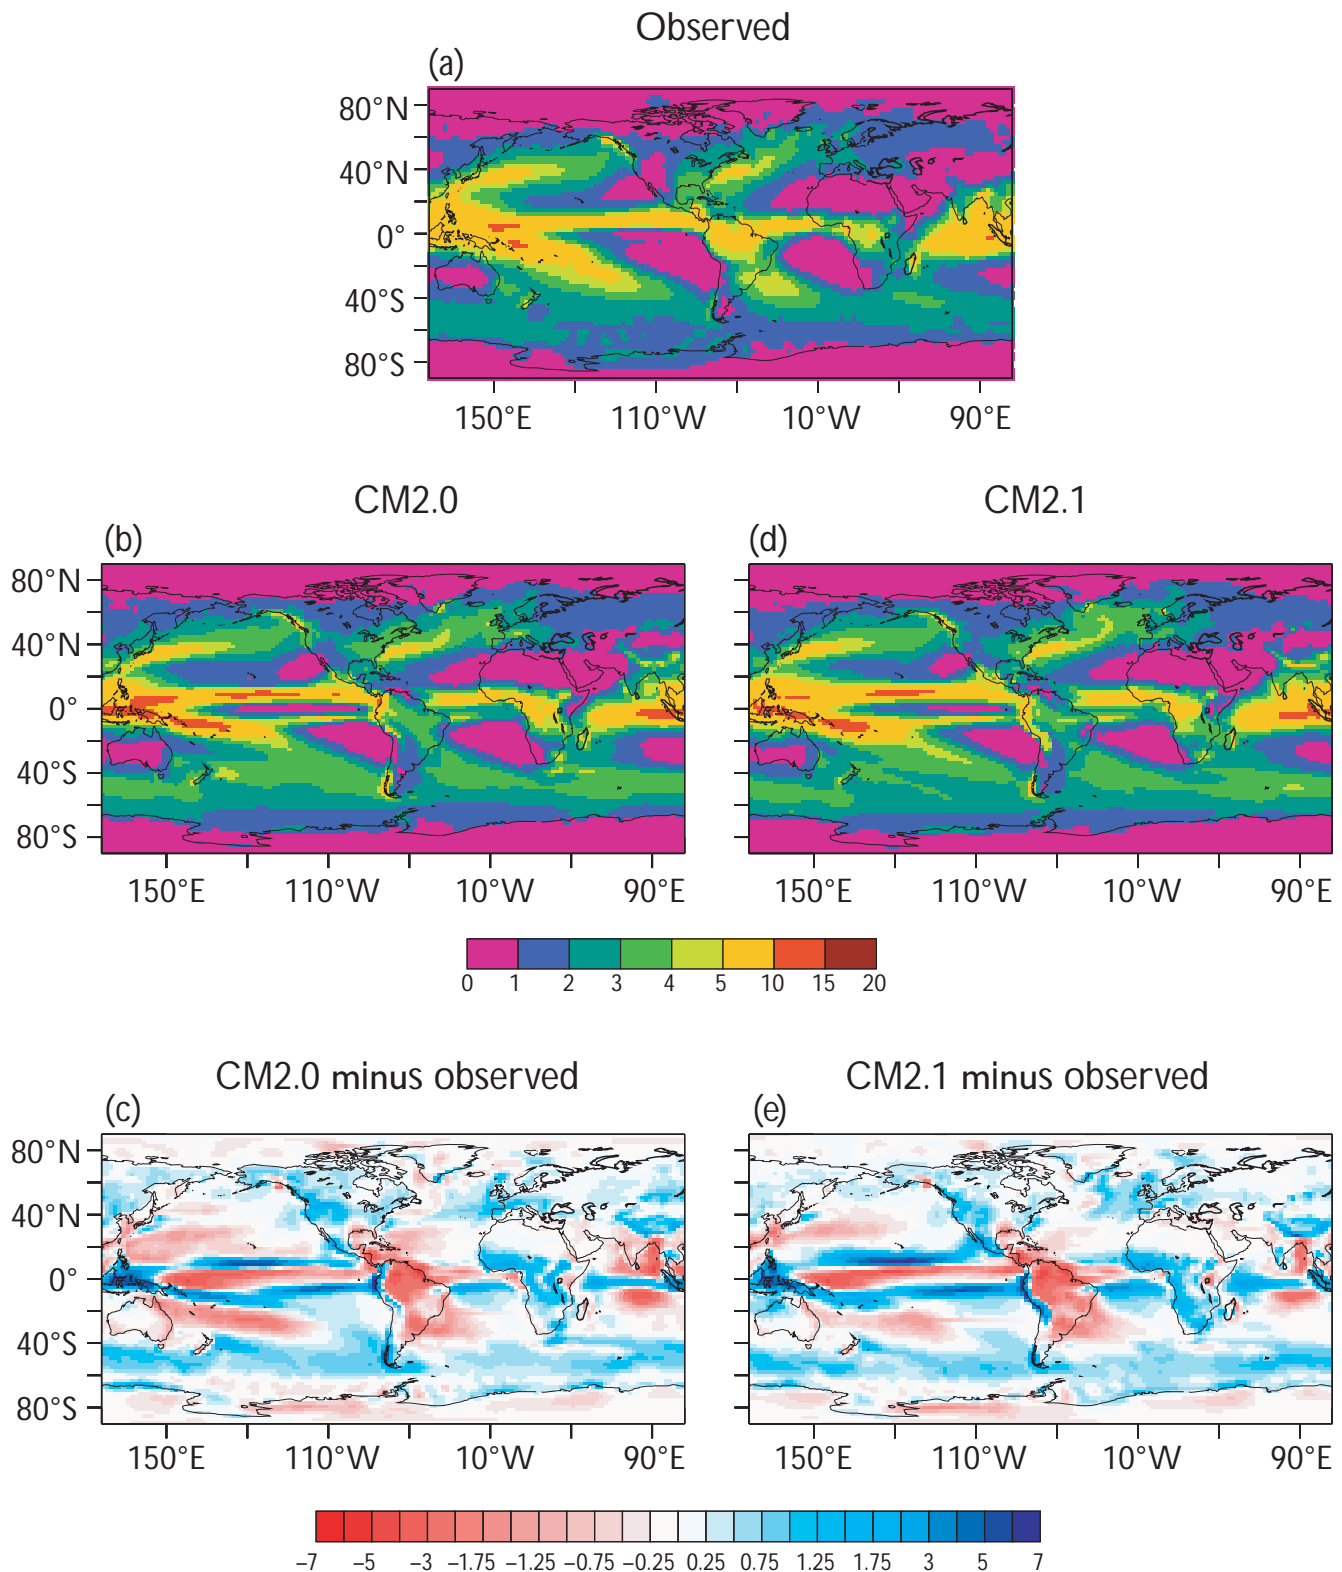 Observed
(a)
80°N
40°N
0°
40°S
80°S
150°E 110°W 10°W 90°E
CM2.0 CM2.1
(b) (d)
80°N 80°N
40°N 40°N
0° 0°
40°S 40°S
80°S 80°S
150°E 110°W 10°W 90°E 150°E 110°W 10°W 90°E
0 1 2 3 4 5 10 15 20
CM2.0 minus observed CM2.1 minus observed
(c) (e)
80°N 80°N
40°N 40°N
0° 0°
40°S 40°S
80°S 80°S
150°E 110°W 10°W 90°E 150°E 110°W 10°W 90°E
−7 −5 −3 −1.75 −1.25 −0.75 −0.25 0.25 0.75 1.25 1.75 3 5 7